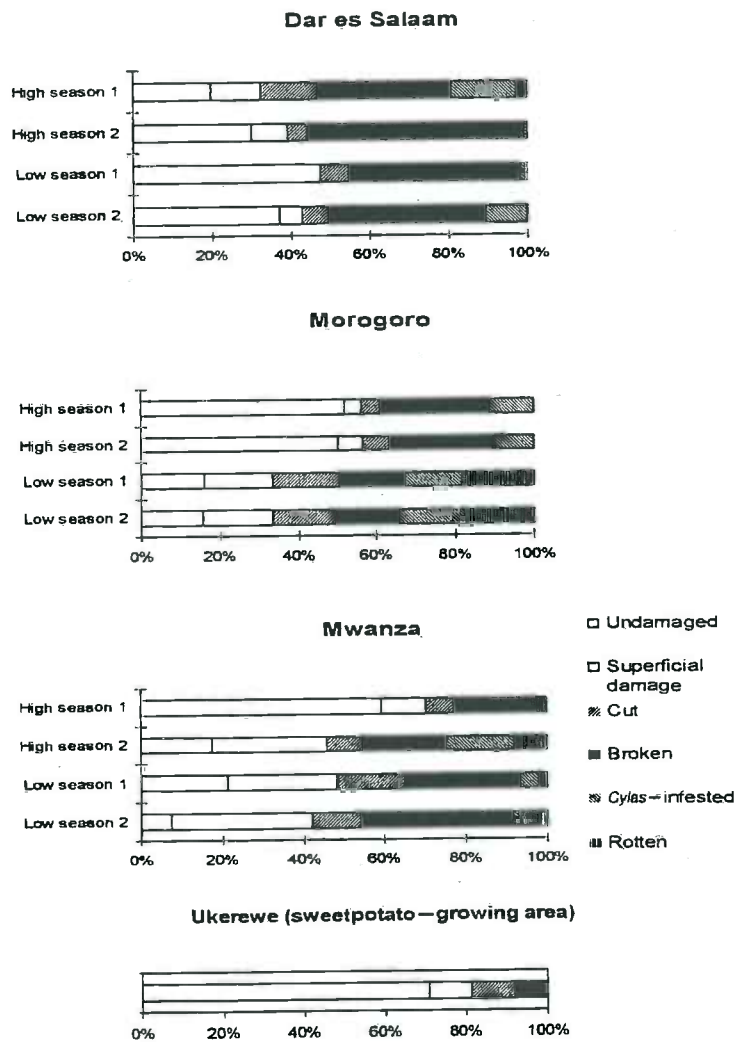 Dar es Salaam
High season 1
High season 2
Low season 1
Low season 2
0% 20% 40% 60% 80% 100%
Morogoro
High season 1
High season 2
Low season 1
Low season 2
0% 20% 40% 60% 80% 100%
Mwanza
High season 1
High season 2
Low season 1
Low season 2
0% 20% 40% 60% 80% 100%
Undamaged
Superficial
damage
Cut
Broken
Cylas-infested
Rotten
Ukerewe (sweetpotato-growing area)
0% 20% 40% 60% 80% 100%